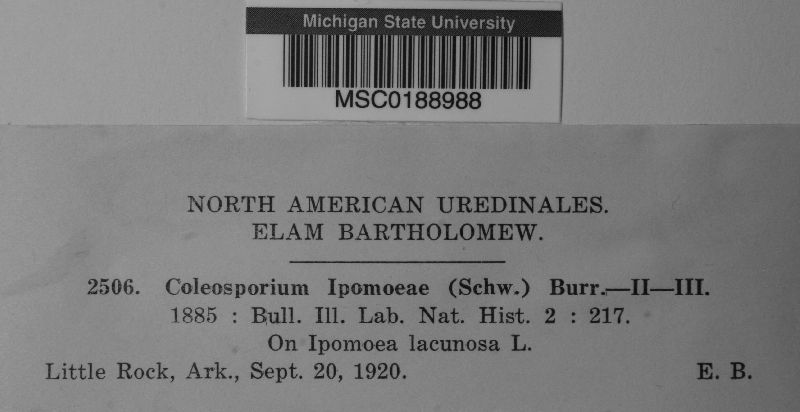 Michigan State University
MSC0188988
NORTH AMERICAN UREDINALES.
ELAM BARTHOLOMEW.
2506. Coleosporium Ipomoeae (Schw.) Burr.—II—III.
1885 : Bull. Ill. Lab. Nat. Hist. 2 : 217.
On Ipomoea lacunosa L.
Little Rock, Ark., Sept. 20, 1920. E. B.